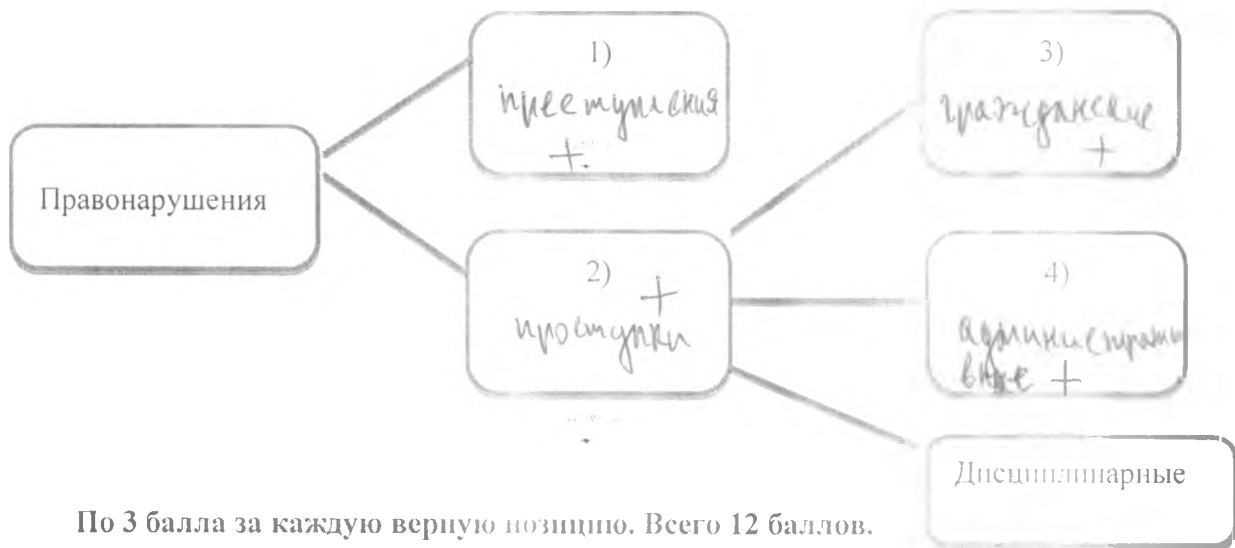 1)
преступления
+
3)
гражданские
+
Правонарушения
2)
+
проступки
4)
административные
+
Дисциплинарные
По 3 балла за каждую верную позицию. Всего 12 баллов.